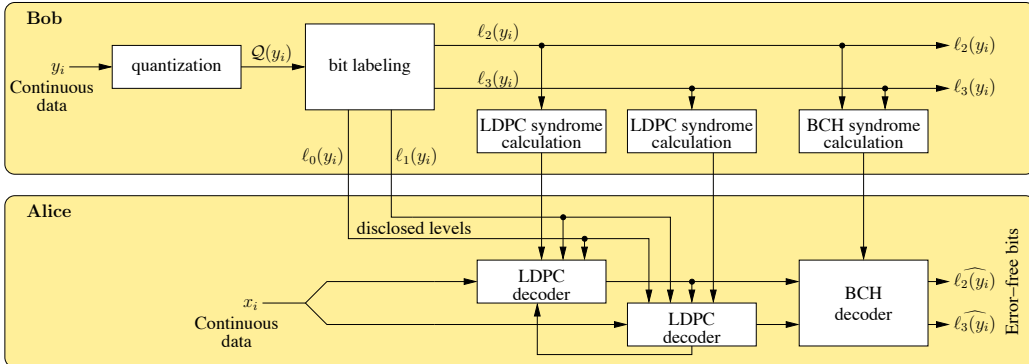 Bob
ℓ₂(yᵢ)
ℓ₂(yᵢ)
𝒬(yᵢ)
yᵢ
quantization
bit labeling
Continuous
data
ℓ₃(yᵢ)
ℓ₃(yᵢ)
LDPC syndrome
calculation
LDPC syndrome
calculation
BCH syndrome
calculation
ℓ₀(yᵢ)
ℓ₁(yᵢ)
Alice
disclosed levels
LDPC
decoder
xᵢ
Continuous
data
LDPC
decoder
BCH
decoder
ℓ₂(yᵢ)̂
ℓ₃(yᵢ)̂
Error–free bits